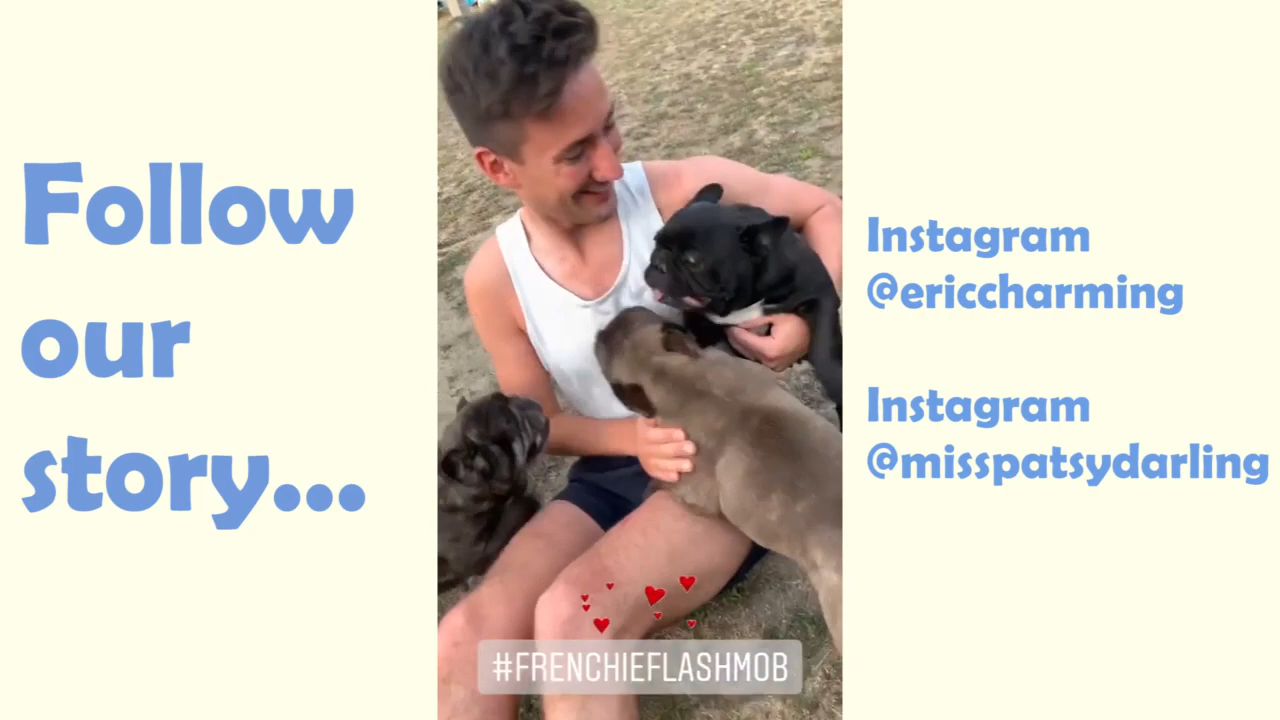 Follow
our
story...
#FRENCHIEFLASHMOB
Instagram
@ericcharming
Instagram
@misspatsydarling